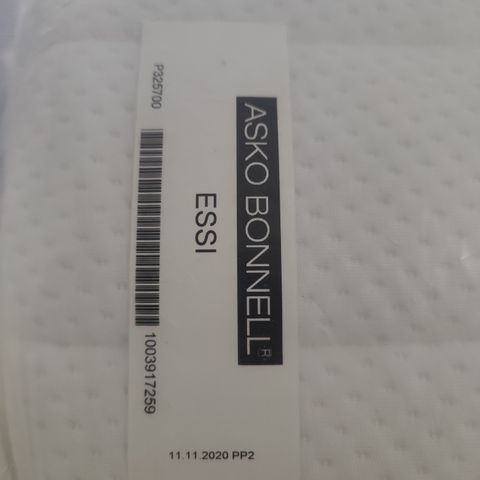 ASKO BONNELL®
ESSI
P325700
1003917259
11.11.2020 PP2